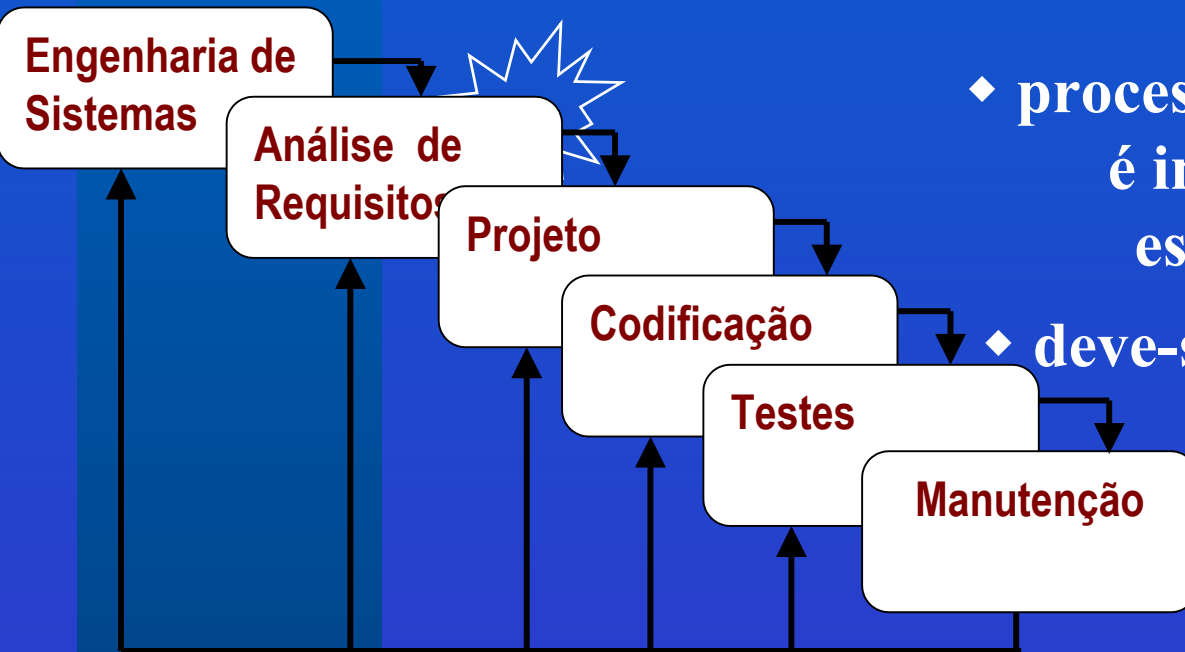 Engenharia de
Sistemas
Análise de
Requisitos
Projeto
Codificação
Testes
Manutenção
proces
é i
es
deve-s